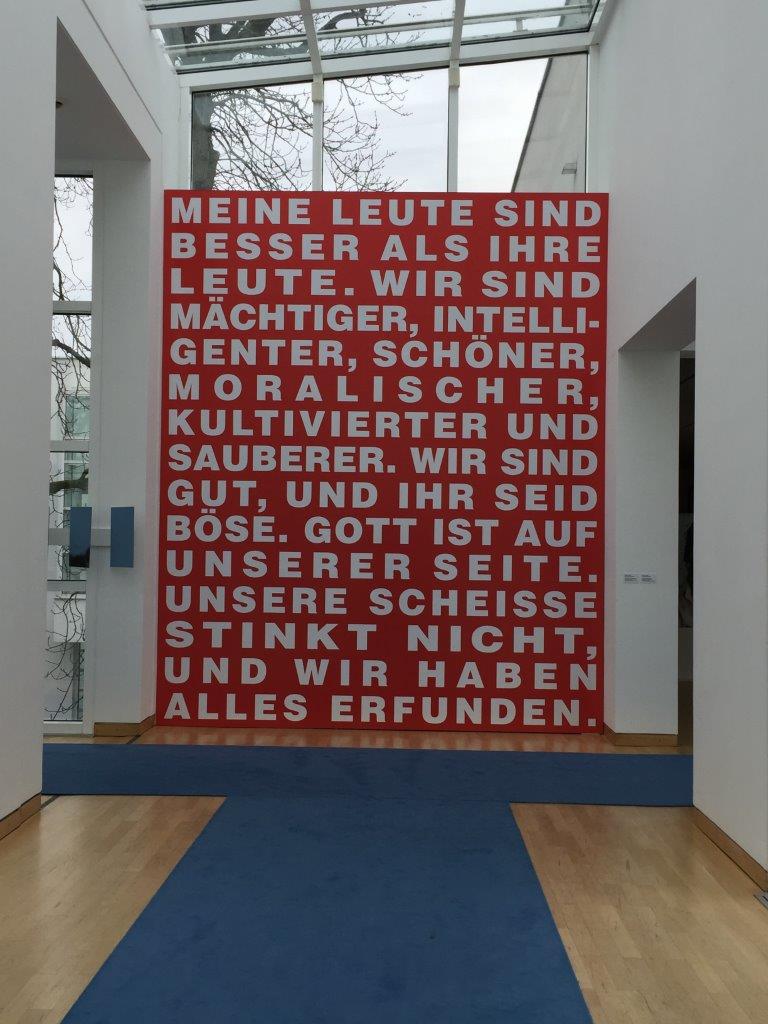 MEINE LEUTE SIND
BESSER ALS IHRE
LEUTE. WIR SIND
MÄCHTIGER, INTELLI-
GENTER, SCHÖNER,
MORALISCHER,
KULTIVIERTER UND
SAUBERER. WIR SIND
GUT, UND IHR SEID
BÖSE. GOTT IST AUF
UNSERER SEITE.
UNSERE SCHEISSE
STINKT NICHT,
UND WIR HABEN
ALLES ERFUNDEN.